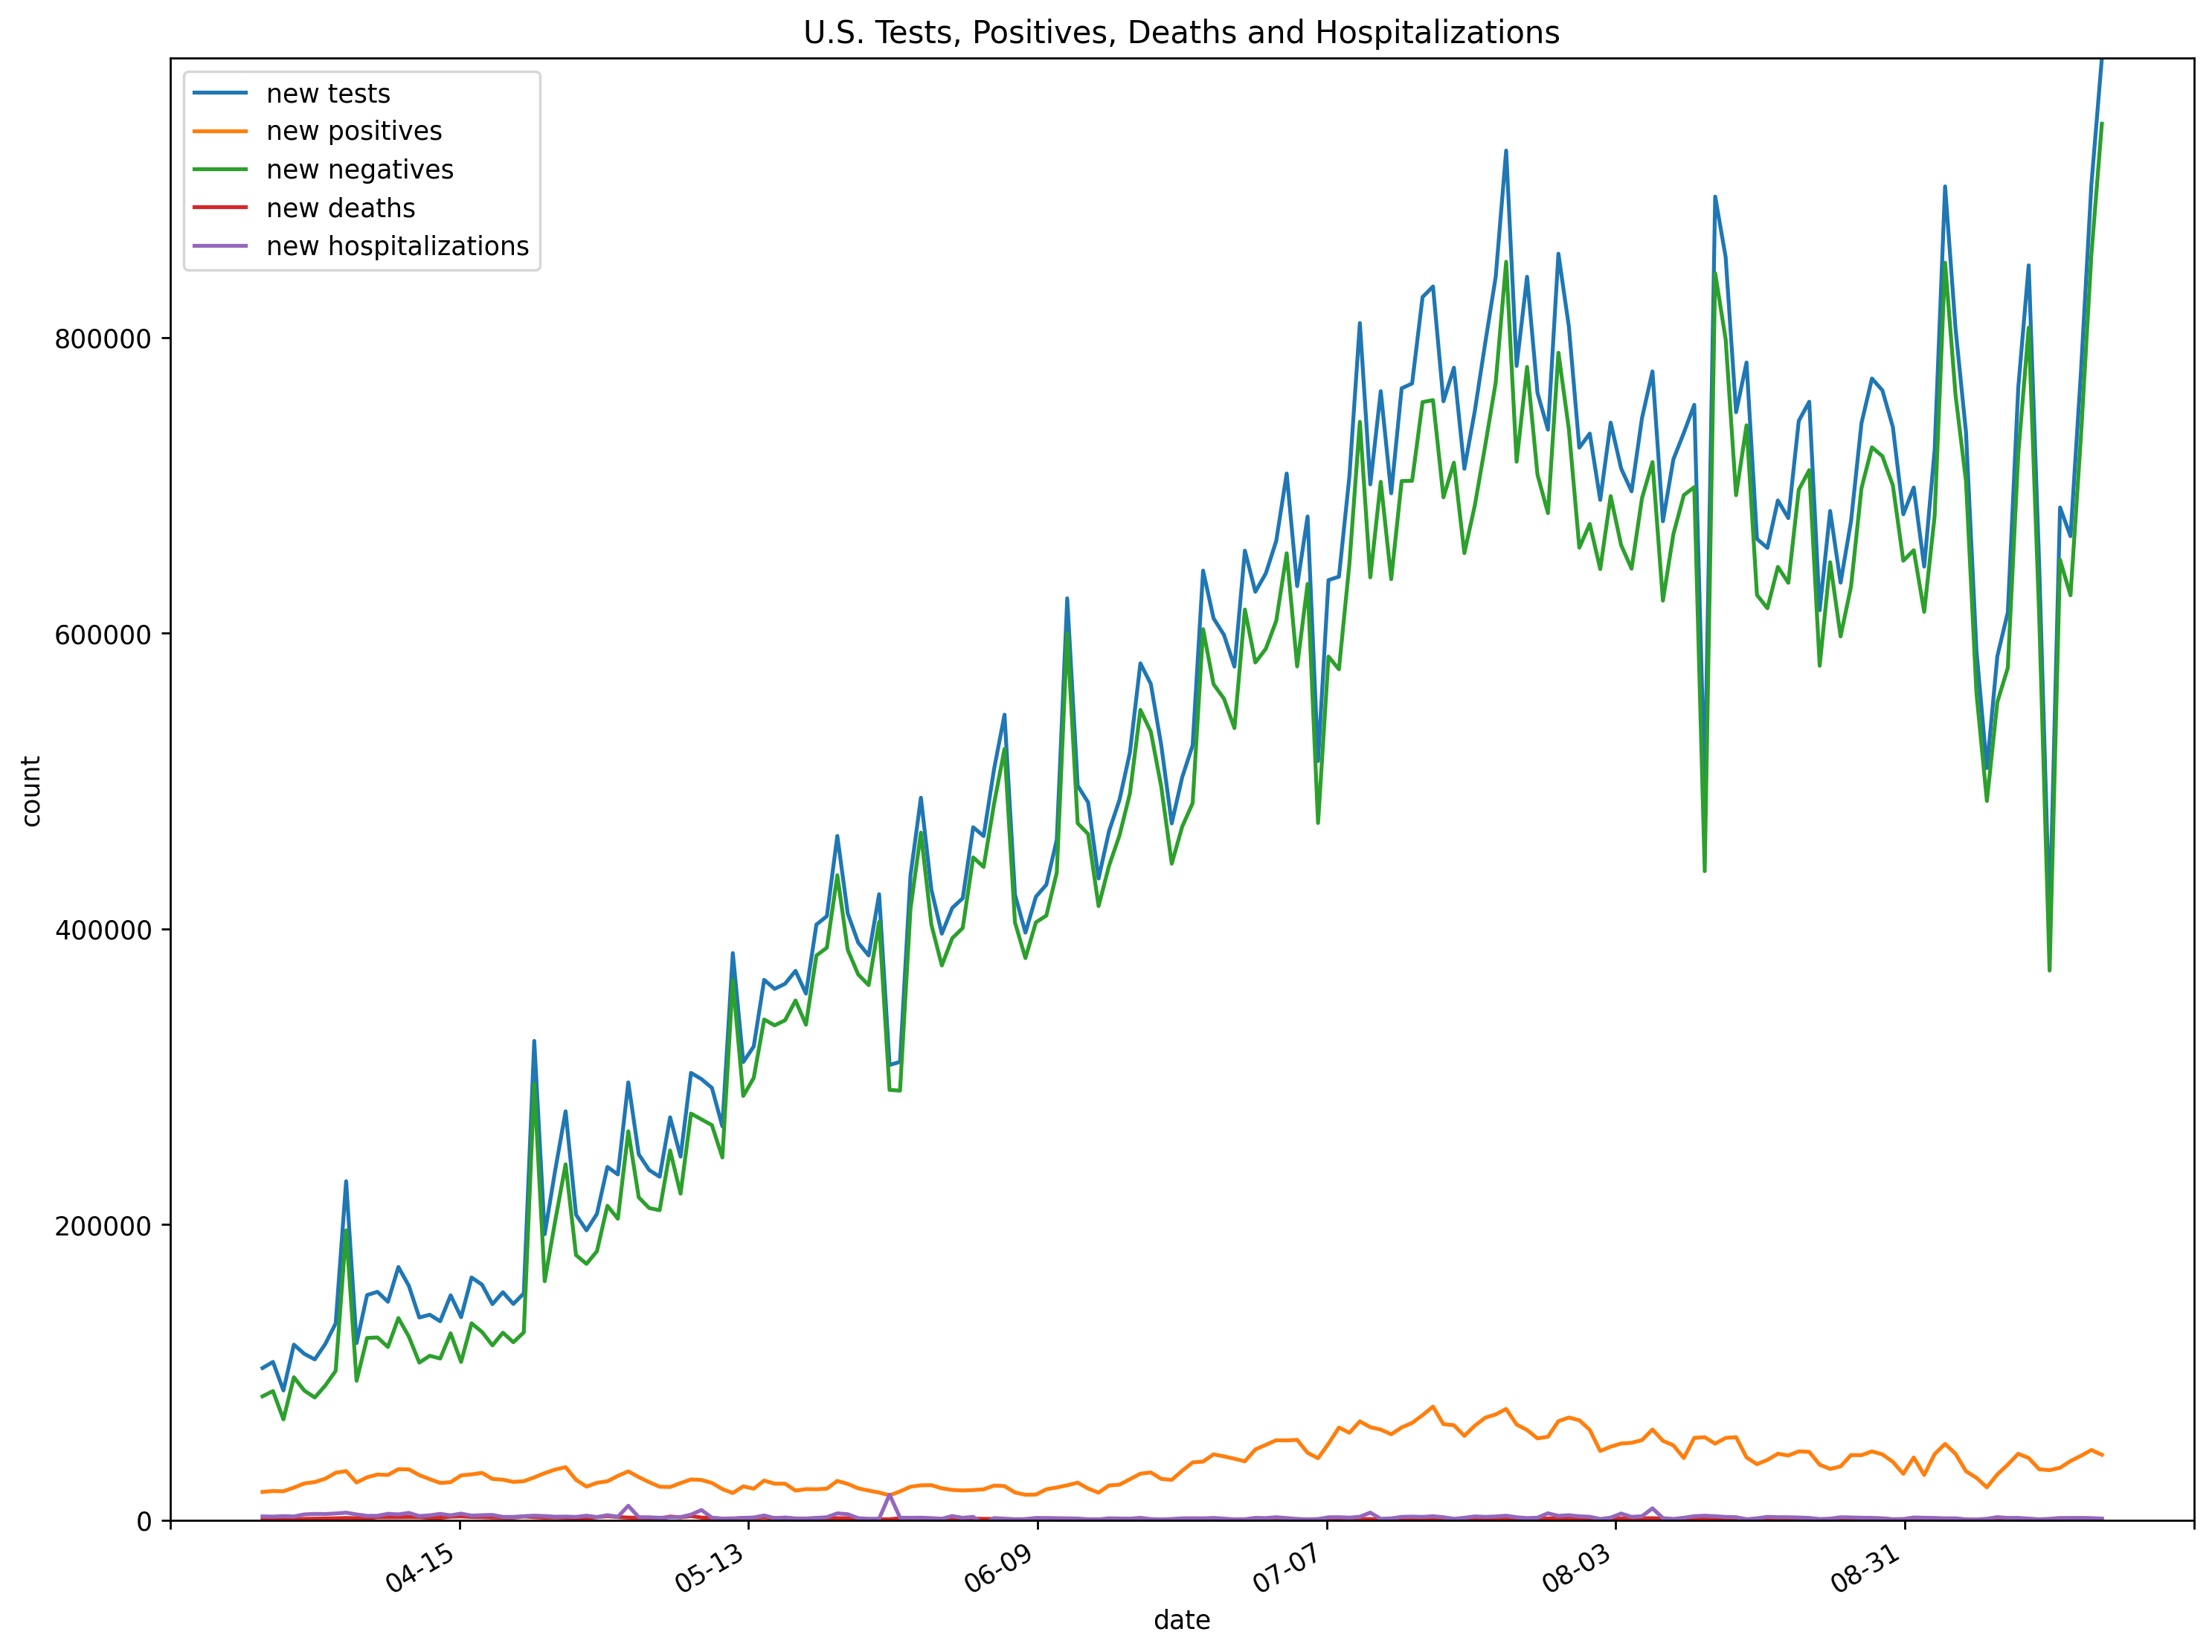 U.S. Tests, Positives, Deaths and Hospitalizations
new tests
new positives
new negatives
new deaths
new hospitalizations
800000
600000
400000
200000
0
count
04-15
05-13
06-09
07-07
08-03
08-31
date